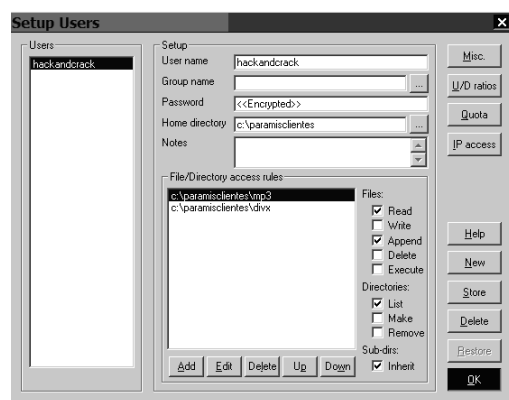 Setup Users
Users
hackandcrack
Setup
User name hackandcrack
Group name ...
Password <<Encrypted>>
Home directory c:\paramisclientes ...
Notes
File/Directory access rules
c:\paramisclientes\mp3
c:\paramisclientes\divx
Files:
Read
Write
Append
Delete
Execute
Directories:
List
Make
Remove
Sub-dirs:
Inherit
Add Edit Delete Up Down
Misc.
U/D ratios
Quota
IP access
Help
New
Store
Delete
Restore
OK